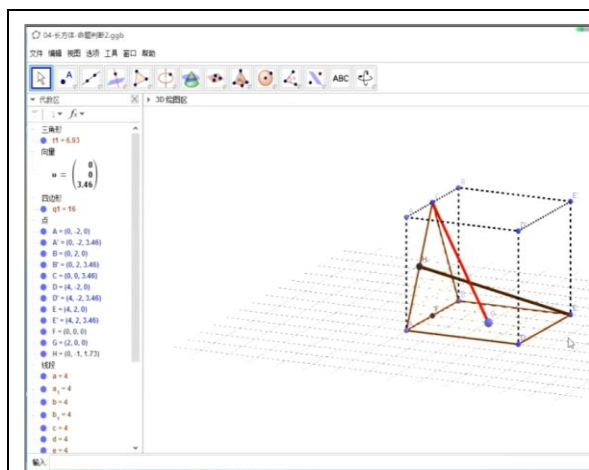 04-长方体-命题判断2.ggb
文件 编辑 视图 选项 工具 窗口 帮助
ABC
代数区
3D 绘图区
三角形
t1 = 6.93
向量
u = ( 0 0 3.46 )
四边形
q1 = 16
点
A = (0, -2, 0)
A' = (0, -2, 3.46)
B = (0, 2, 0)
B' = (0, 2, 3.46)
C = (0, 0, 3.46)
D = (4, -2, 0)
D' = (4, -2, 3.46)
E = (4, 2, 0)
E' = (4, 2, 3.46)
F = (0, 0, 0)
G = (2, 0, 0)
H = (0, -1, 1.73)
线段
a = 4
a₁ = 4
b = 4
b₁ = 4
c = 4
d = 4
e = 4
E'
H
G
输入